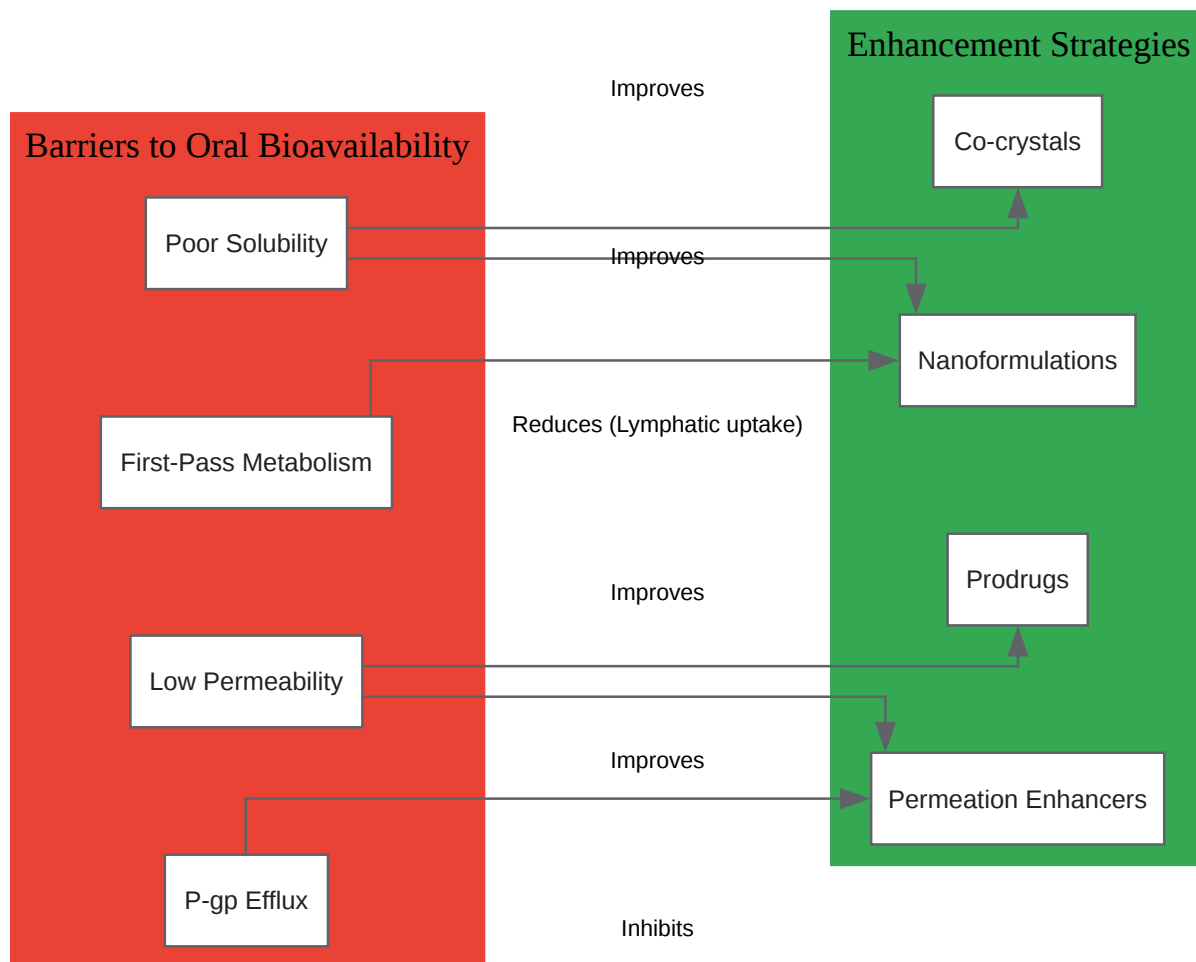 Barriers to Oral Bioavailability
Poor Solubility
First-Pass Metabolism
Low Permeability
P-gp Efflux
Improves
Improves
Reduces (Lymphatic uptake)
Improves
Improves
Inhibits
Enhancement Strategies
Co-crystals
Nanoformulations
Prodrugs
Permeation Enhancers